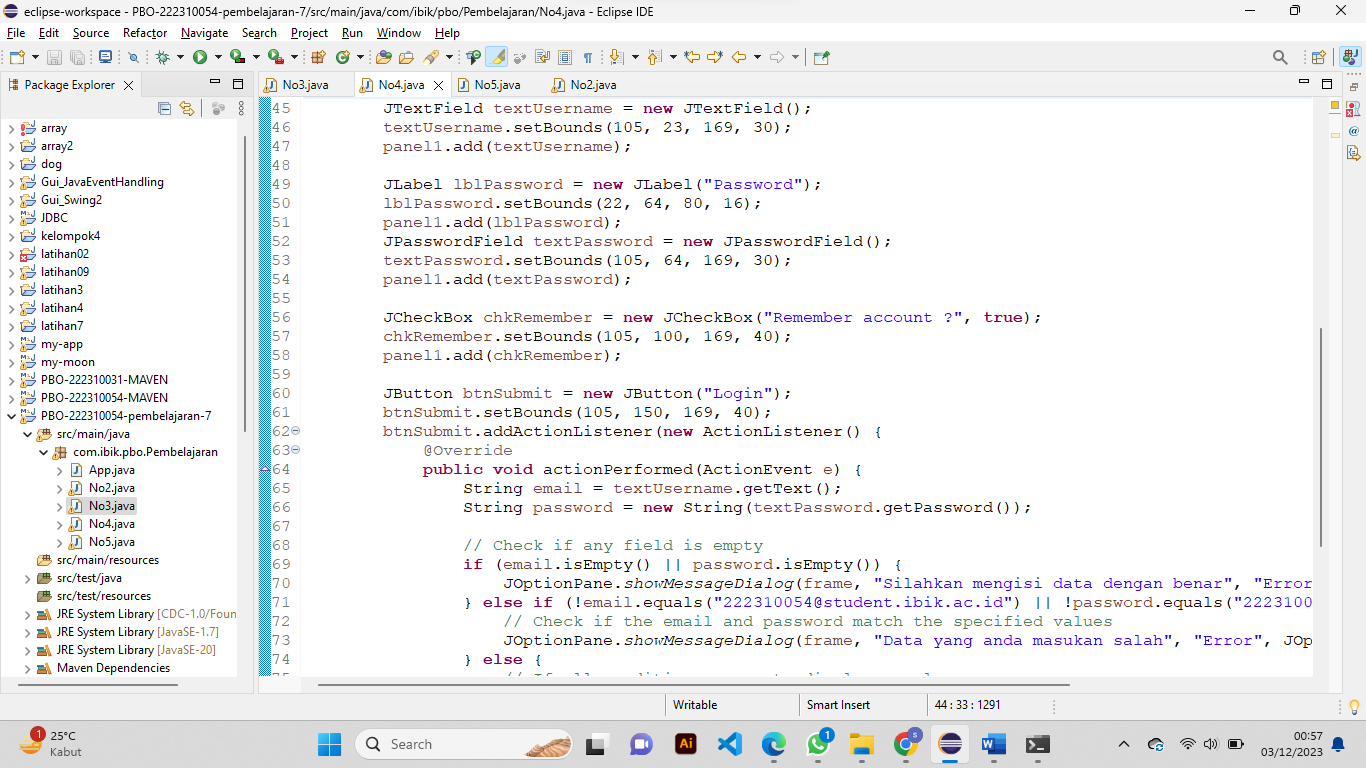 eclipse-workspace - PBO-222310054-pembelajaran-7/src/main/java/com/ibik/pbo/Pembelajaran/No4.java - Eclipse IDE
File Edit Source Refactor Navigate Search Project Run Window Help
Package Explorer
array
array2
dog
Gui_JavaEventHandling
Gui_Swing2
JDBC
kelompok4
latihan02
latihan09
latihan3
latihan4
latihan7
my-app
my-moon
PBO-222310031-MAVEN
PBO-222310054-MAVEN
PBO-222310054-pembelajaran-7
src/main/java
com.ibik.pbo.Pembelajaran
App.java
No2.java
No3.java
No4.java
No5.java
src/main/resources
src/test/java
src/test/resources
JRE System Library [CDC-1.0/Foun
JRE System Library [JavaSE-1.7]
JRE System Library [JavaSE-20]
Maven Dependencies
No3.java No4.java No5.java No2.java
45 JTextField textUsername = new JTextField();
46 textUsername.setBounds(105, 23, 169, 30);
47 panel1.add(textUsername);
48
49 JLabel lblPassword = new JLabel("Password");
50 lblPassword.setBounds(22, 64, 80, 16);
51 panel1.add(lblPassword);
52 JPasswordField textPassword = new JPasswordField();
53 textPassword.setBounds(105, 64, 169, 30);
54 panel1.add(textPassword);
55
56 JCheckBox chkRemember = new JCheckBox("Remember account ?", true);
57 chkRemember.setBounds(105, 100, 169, 40);
58 panel1.add(chkRemember);
59
60 JButton btnSubmit = new JButton("Login");
61 btnSubmit.setBounds(105, 150, 169, 40);
62 btnSubmit.addActionListener(new ActionListener() {
63 @Override
64 public void actionPerformed(ActionEvent e) {
65 String email = textUsername.getText();
66 String password = new String(textPassword.getPassword());
67
68 // Check if any field is empty
69 if (email.isEmpty() || password.isEmpty()) {
70 JOptionPane.showMessageDialog(frame, "Silahkan mengisi data dengan benar", "Error
71 } else if (!email.equals("222310054@student.ibik.ac.id") || !password.equals("2223100
72 // Check if the email and password match the specified values
73 JOptionPane.showMessageDialog(frame, "Data yang anda masukan salah", "Error", JOp
74 } else {
Writable Smart Insert 44 : 33 : 1291
1 25°C
Kabut
Search
Ai
1
S
00:57
03/12/2023